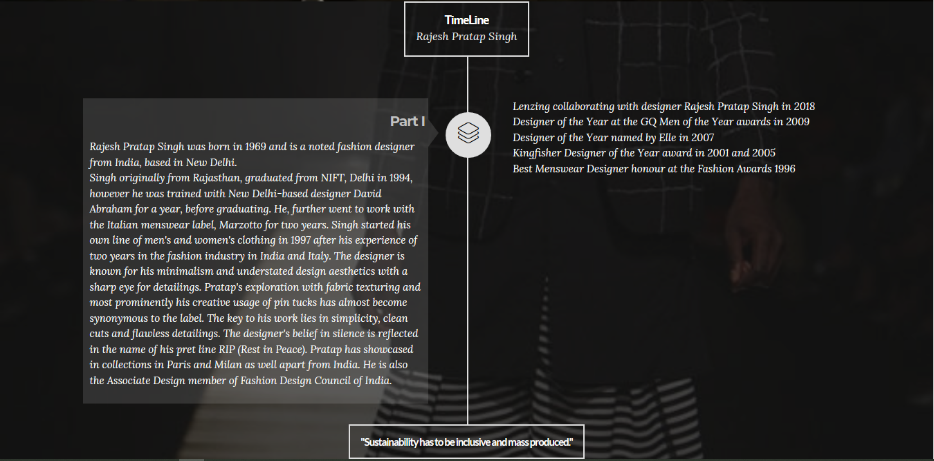 TimeLine
Rajesh Pratap Singh
Part I
Rajesh Pratap Singh was born in 1969 and is a noted fashion designer
from India, based in New Delhi.
Singh originally from Rajasthan, graduated from NIFT, Delhi in 1994,
however he was trained with New Delhi-based designer David
Abraham for a year, before graduating. He, further went to work with
the Italian menswear label, Marzotto for two years. Singh started his
own line of men's and women's clothing in 1997 after his experience of
two years in the fashion industry in India and Italy. The designer is
known for his minimalism and understated design aesthetics with a
sharp eye for detailings. Pratap's exploration with fabric texturing and
most prominently his creative usage of pin tucks has almost become
synonymous to the label. The key to his work lies in simplicity, clean
cuts and flawless detailings. The designer's belief in silence is reflected
in the name of his pret line RIP (Rest in Peace). Pratap has showcased
in collections in Paris and Milan as well apart from India. He is also
the Associate Design member of Fashion Design Council of India.
Lenzing collaborating with designer Rajesh Pratap Singh in 2018
Designer of the Year at the GQ Men of the Year awards in 2009
Designer of the Year named by Elle in 2007
Kingfisher Designer of the Year award in 2001 and 2005
Best Menswear Designer honour at the Fashion Awards 1996
"Sustainability has to be inclusive and mass produced."